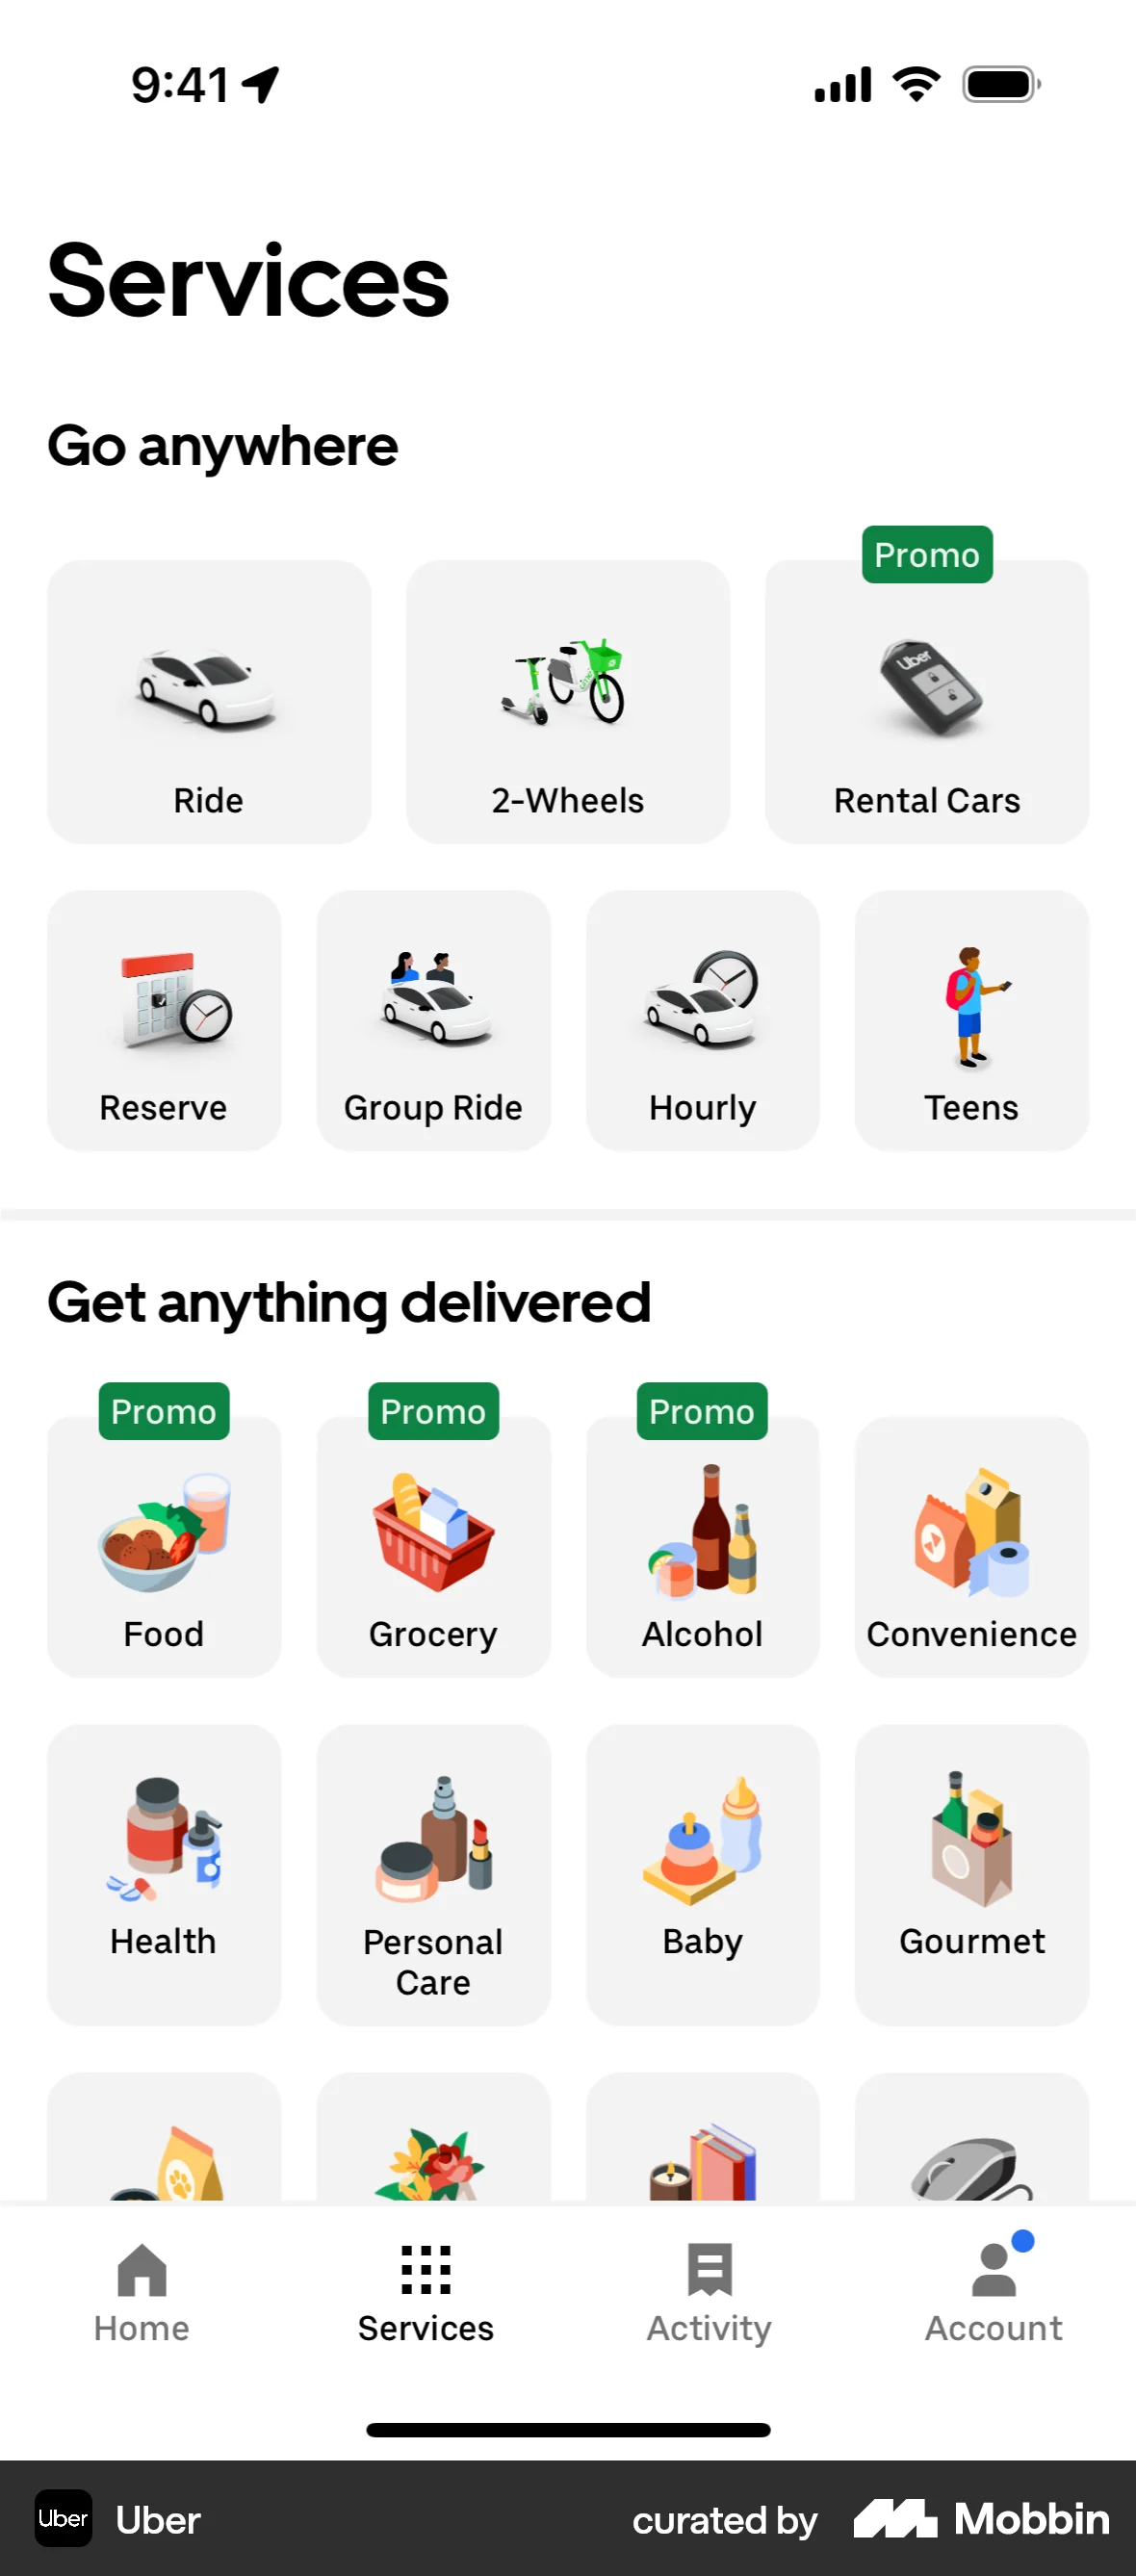 9:41
Services
Go anywhere
Promo
Uber
Ride
2-Wheels
Rental Cars
Reserve
Group Ride
Hourly
Teens
Get anything delivered
Promo
Promo
Promo
Food
Grocery
Alcohol
Convenience
Health
Personal
Care
Baby
Gourmet
Home
Services
Activity
Account
Uber
Uber
curated by
Mobbin